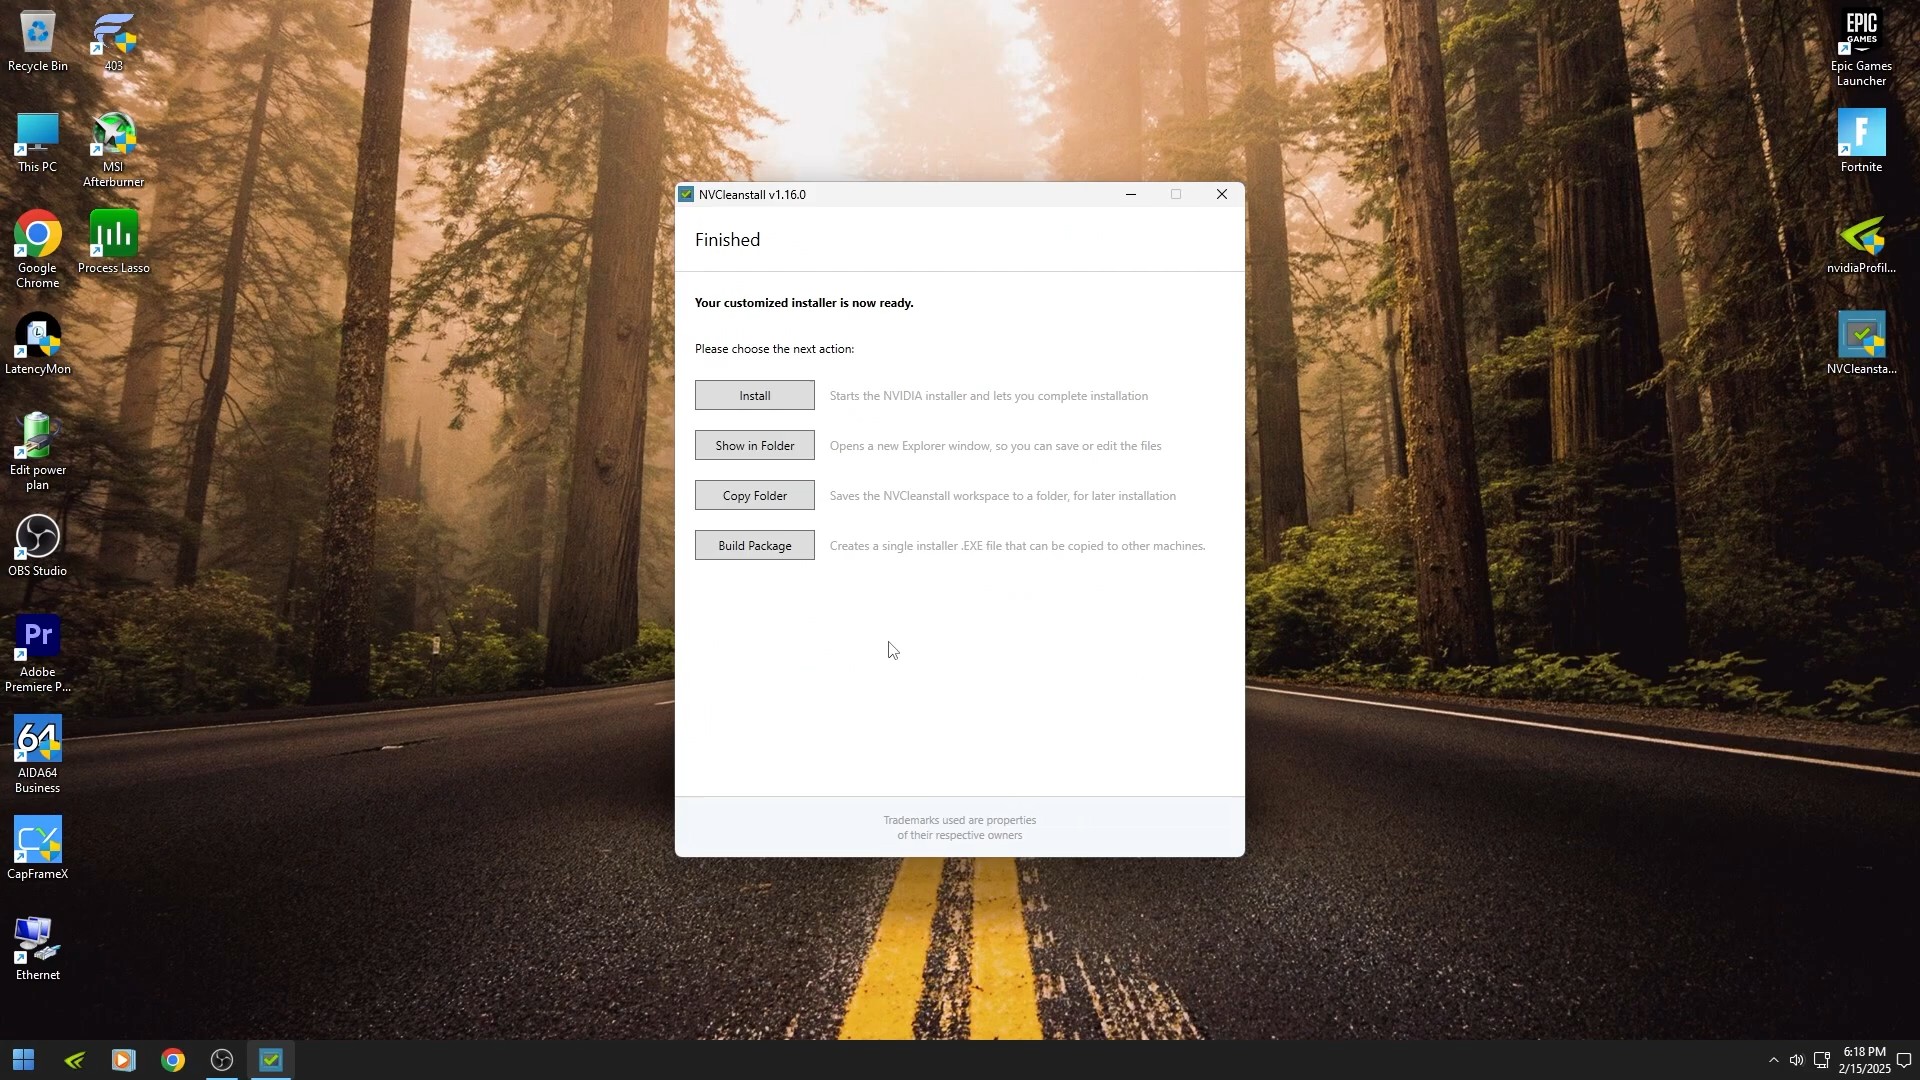 Recycle Bin
403
This PC
MSI
Afterburner
Google
Chrome
Process Lasso
LatencyMon
Edit power
plan
OBS Studio
Pr
Adobe
Premiere P...
64
AIDA64
Business
CX
CapFrameX
Ethernet
NVCleanstall v1.16.0
Finished
Your customized installer is now ready.
Please choose the next action:
Install
Starts the NVIDIA installer and lets you complete installation
Show in Folder
Opens a new Explorer window, so you can save or edit the files
Copy Folder
Saves the NVCleanstall workspace to a folder, for later installation
Build Package
Creates a single installer .EXE file that can be copied to other machines.
Trademarks used are properties
of their respective owners
EPIC
GAMES
Epic Games
Launcher
F
Fortnite
nvidiaProfil...
NVCleansta...
6:18 PM
2/15/2025